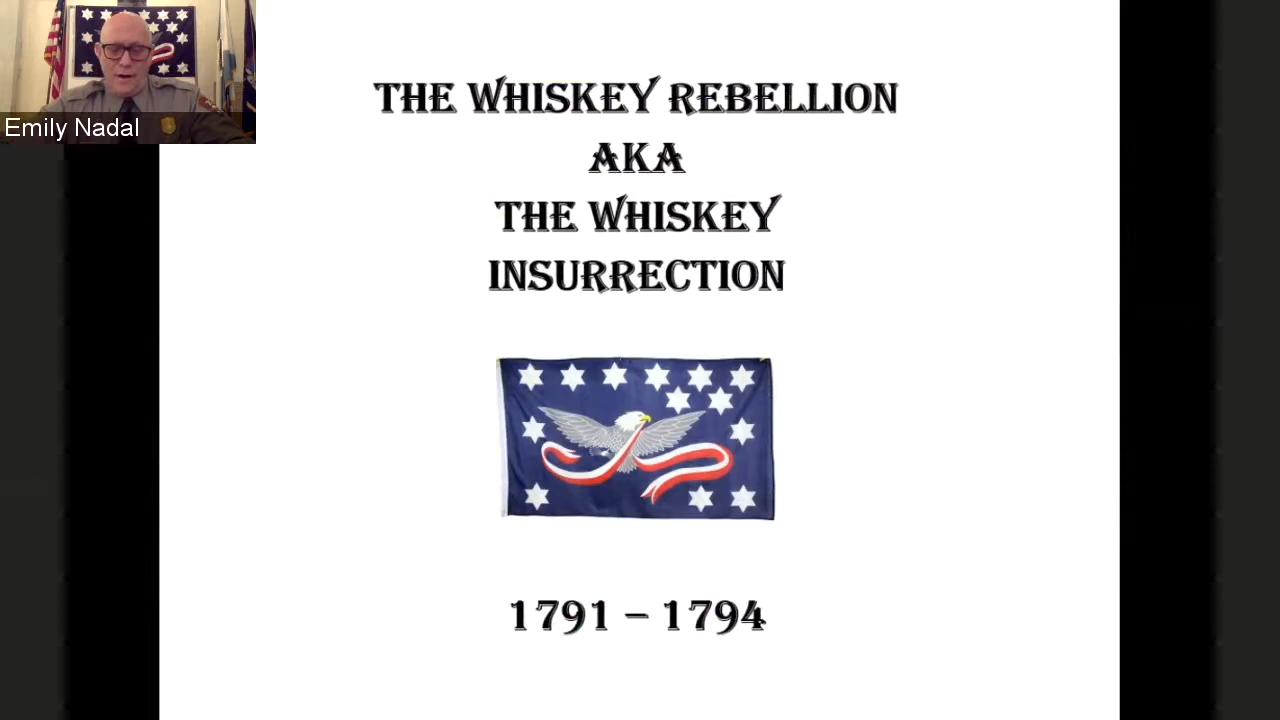 Emily Nadal
THE WHISKEY REBELLION
AKA
THE WHISKEY
INSURRECTION
1791 – 1794